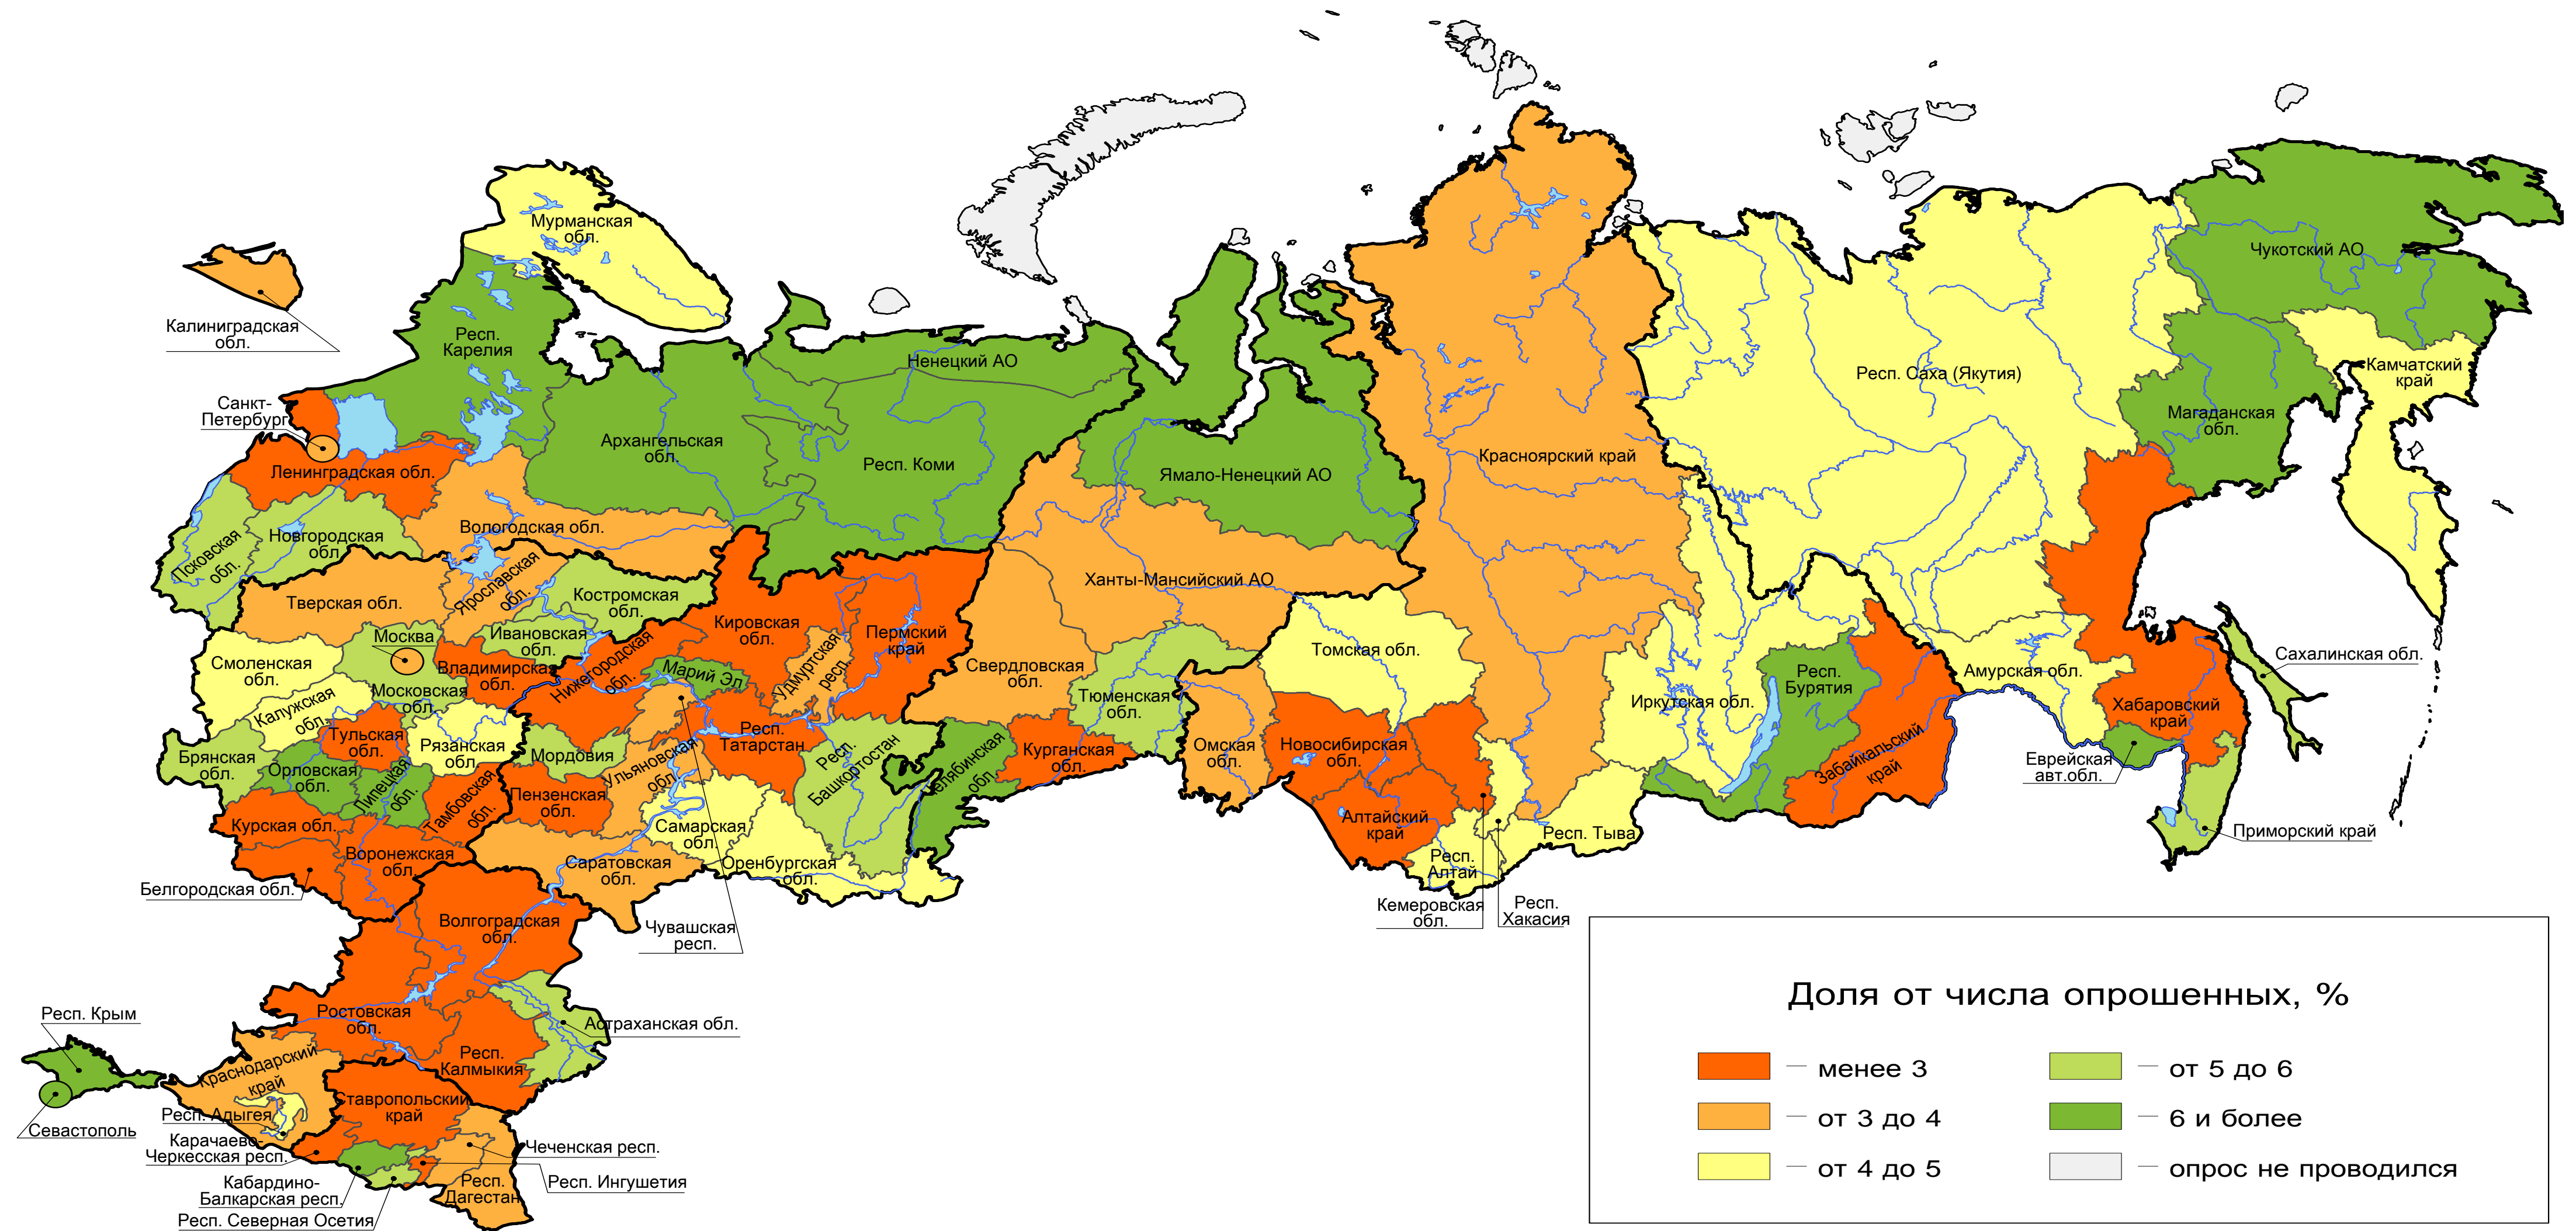 Мурманская
обл.
Калиниградская
обл.
Респ.
Карелия
Ненецкий АО
Чукотский АО
Камчатский
край
Респ. Саха (Якутия)
Магаданская
обл.
Санкт-
Петербург
Ленинградская обл.
Архангельская
обл.
Респ. Коми
Ямало-Ненецкий АО
Красноярский край
Псковская
обл.
Новгородская
обл.
Вологодская обл.
Ханты-Мансийский АО
Тверская обл.
Ярославская
обл.
Костромская
обл.
Ивановская
обл.
Москва
Кировская
обл.
Пермский
край
Смоленская
обл.
Владимирская
обл.
Нижегородская
обл.
Марий Эл
Удмуртская
респ.
Свердловская
обл.
Тюменская
обл.
Томская обл.
Калужская
обл.
Московская
обл.
Тульская
обл.
Рязанская
обл.
Мордовия
Ульяновская
обл.
Респ.
Татарстан
Респ.
Башкортостан
Челябинская
обл.
Курганская
обл.
Омская
обл.
Новосибирская
обл.
Иркутская обл.
Респ.
Бурятия
Забайкальский
край
Амурская обл.
Хабаровский
край
Сахалинская обл.
Еврейская
авт.обл.
Приморский край
Брянская
обл.
Орловская
обл.
Липецкая
обл.
Тамбовская
обл.
Пензенская
обл.
Самарская
обл.
Оренбургская
обл.
Курская обл.
Воронежская
обл.
Белгородская обл.
Саратовская
обл.
Алтайский
край
Респ.
Алтай
Респ. Тыва
Кемеровская
обл.
Респ.
Хакасия
Волгоградская
обл.
Чувашская
респ.
Ростовская
обл.
Астраханская обл.
Респ.
Калмыкия
Респ. Крым
Севастополь
Краснодарский
край
Респ. Адыгея
Ставропольский
край
Карачаево-
Черкесская респ.
Кабардино-
Балкарская респ.
Респ. Северная Осетия
Чеченская респ.
Респ. Ингушетия
Респ.
Дагестан
Доля от числа опрошенных, %
— менее 3
— от 3 до 4
— от 4 до 5
— от 5 до 6
— 6 и более
— опрос не проводился